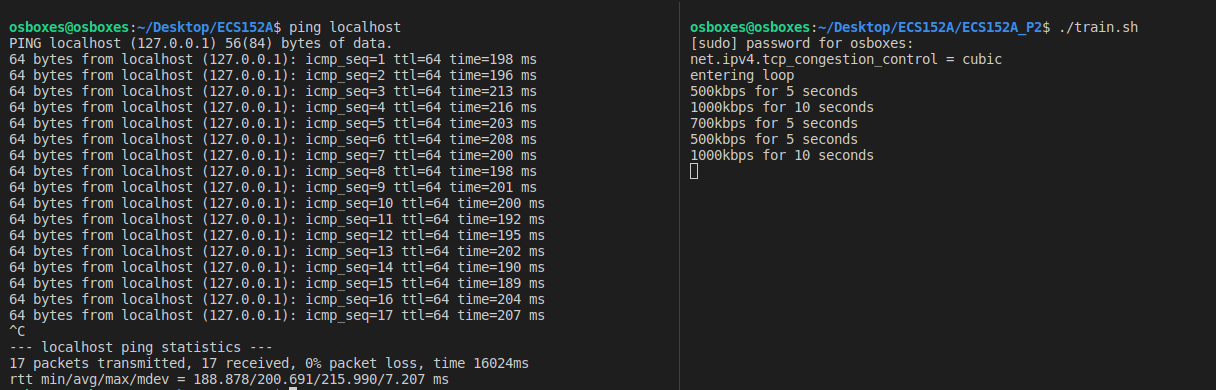 osboxes@osboxes:~/Desktop/ECS152A$ ping localhost
PING localhost (127.0.0.1) 56(84) bytes of data.
64 bytes from localhost (127.0.0.1): icmp_seq=1 ttl=64 time=198 ms
64 bytes from localhost (127.0.0.1): icmp_seq=2 ttl=64 time=196 ms
64 bytes from localhost (127.0.0.1): icmp_seq=3 ttl=64 time=213 ms
64 bytes from localhost (127.0.0.1): icmp_seq=4 ttl=64 time=216 ms
64 bytes from localhost (127.0.0.1): icmp_seq=5 ttl=64 time=203 ms
64 bytes from localhost (127.0.0.1): icmp_seq=6 ttl=64 time=208 ms
64 bytes from localhost (127.0.0.1): icmp_seq=7 ttl=64 time=200 ms
64 bytes from localhost (127.0.0.1): icmp_seq=8 ttl=64 time=198 ms
64 bytes from localhost (127.0.0.1): icmp_seq=9 ttl=64 time=201 ms
64 bytes from localhost (127.0.0.1): icmp_seq=10 ttl=64 time=200 ms
64 bytes from localhost (127.0.0.1): icmp_seq=11 ttl=64 time=192 ms
64 bytes from localhost (127.0.0.1): icmp_seq=12 ttl=64 time=195 ms
64 bytes from localhost (127.0.0.1): icmp_seq=13 ttl=64 time=202 ms
64 bytes from localhost (127.0.0.1): icmp_seq=14 ttl=64 time=190 ms
64 bytes from localhost (127.0.0.1): icmp_seq=15 ttl=64 time=189 ms
64 bytes from localhost (127.0.0.1): icmp_seq=16 ttl=64 time=204 ms
64 bytes from localhost (127.0.0.1): icmp_seq=17 ttl=64 time=207 ms
^C
--- localhost ping statistics ---
17 packets transmitted, 17 received, 0% packet loss, time 16024ms
rtt min/avg/max/mdev = 188.878/200.691/215.990/7.207 ms
osboxes@osboxes:~/Desktop/ECS152A/ECS152A_P2$ ./train.sh
[sudo] password for osboxes:
net.ipv4.tcp_congestion_control = cubic
entering loop
500kbps for 5 seconds
1000kbps for 10 seconds
700kbps for 5 seconds
500kbps for 5 seconds
1000kbps for 10 seconds